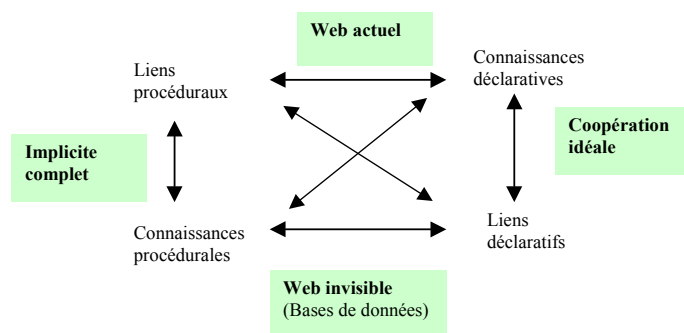 Web actuel
Liens
procéduraux
Connaissances
déclaratives
Implicite
complet
Coopération
idéale
Connaissances
procédurales
Liens
déclaratifs
Web invisible
(Bases de données)